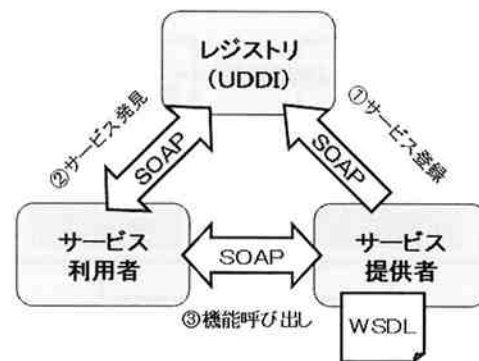 レジストリ
(UDDI)
②サービス発見
SOAP
①サービス登録
SOAP
サービス
利用者
SOAP
サービス
提供者
③機能呼び出し
WSDL